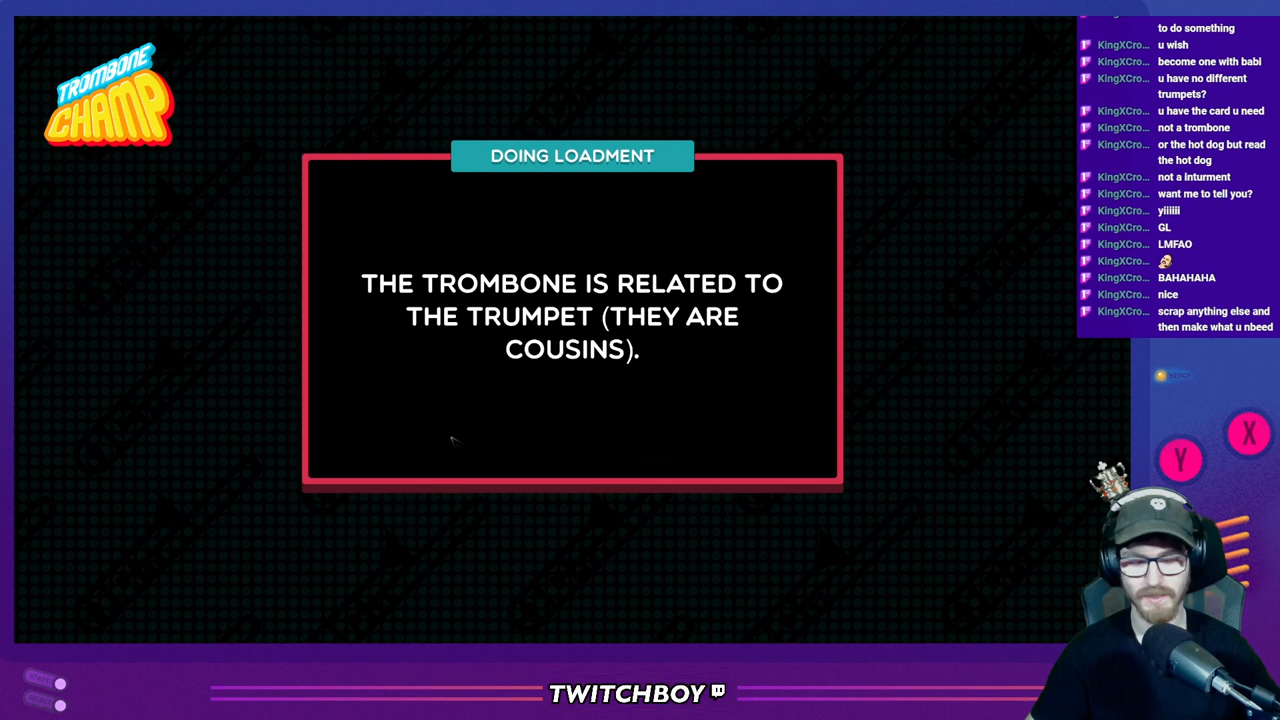 TROMBONE
CHAMP
DOING LOADMENT
THE TROMBONE IS RELATED TO
THE TRUMPET (THEY ARE
COUSINS).
to do something
KingXCro... u wish
KingXCro... become one with babi
KingXCro... u have no different
trumpets?
KingXCro... u have the card u need
KingXCro... not a trombone
KingXCro... or the hot dog but read
the hot dog
KingXCro... not a inturment
KingXCro... want me to tell you?
KingXCro... yiiiiii
KingXCro... GL
KingXCro... LMFAO
KingXCro...
KingXCro... BAHAHAHA
KingXCro... nice
KingXCro... scrap anything else and
then make what u nbeed
X
Y
START
TWITCHBOY